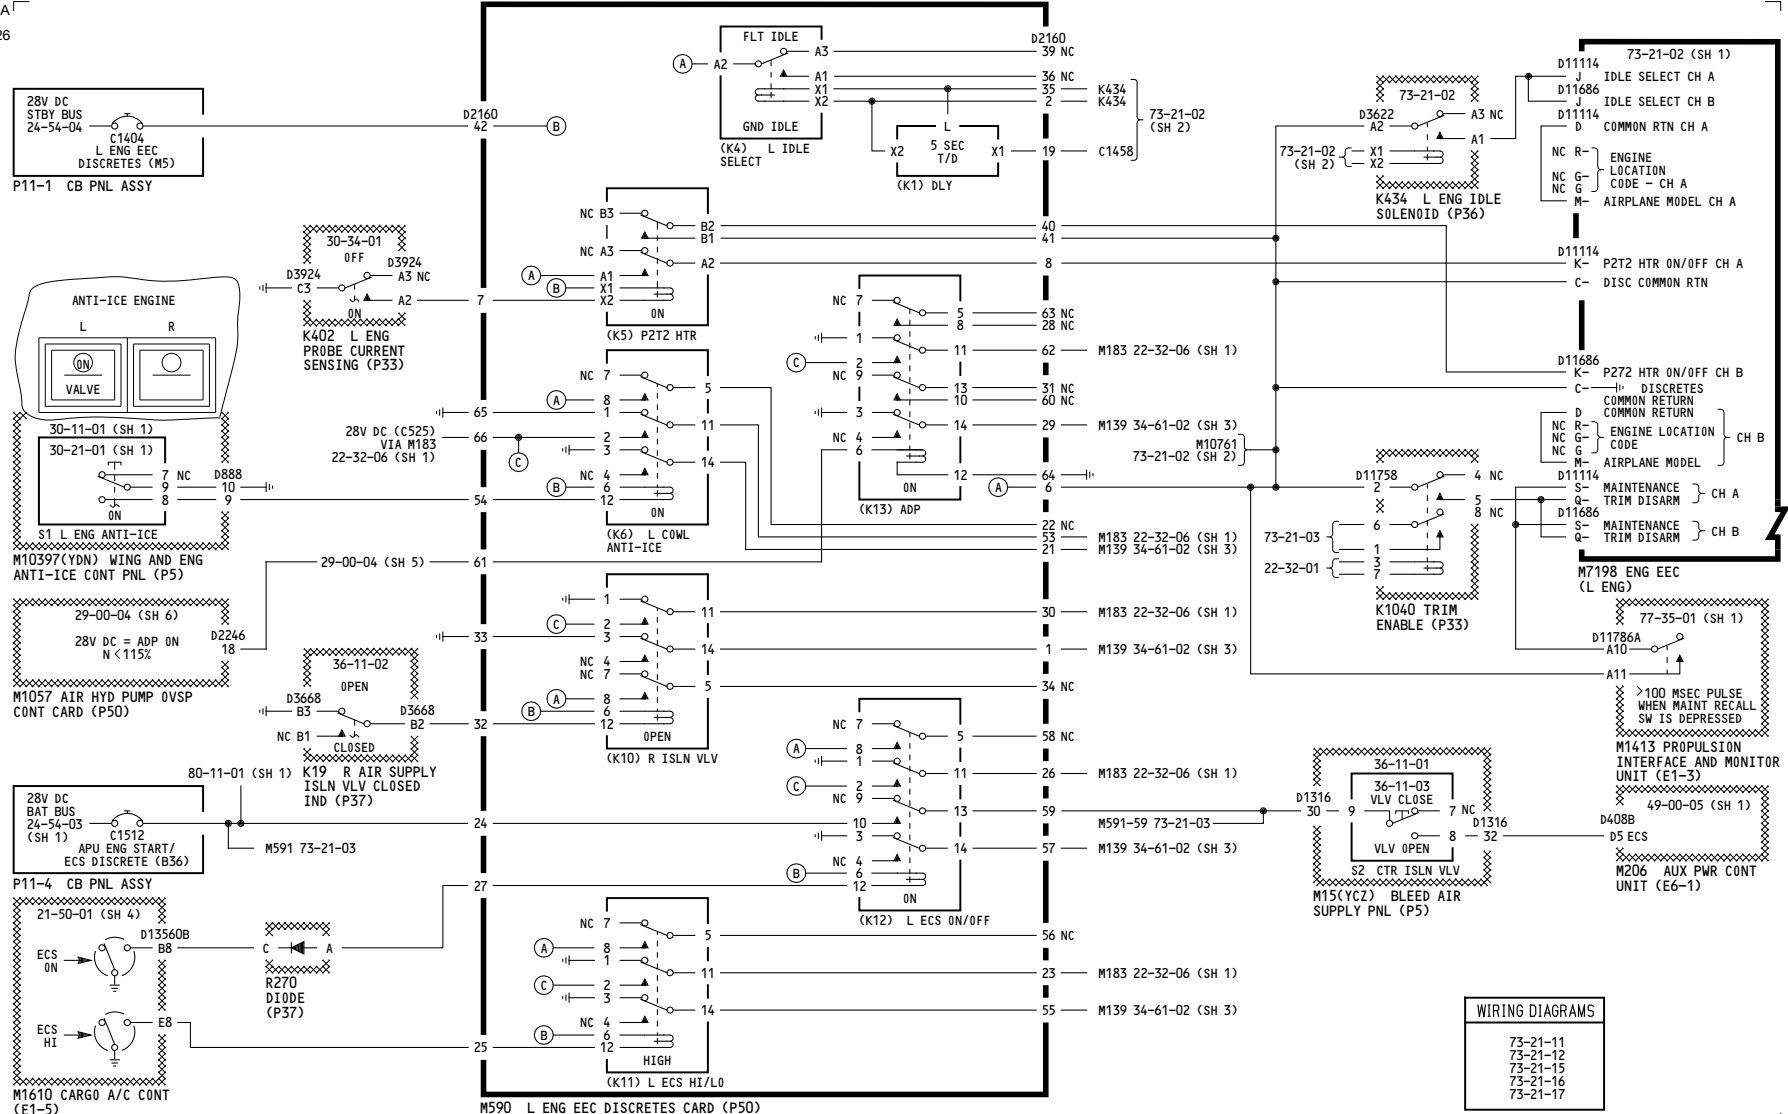 A
26
28V DC
STBY BUS
24-54-04
C1404
L ENG EEC
DISCRETES (M5)
P11-1 CB PNL ASSY
D2160
42
B
30-34-01
OFF
D3924
C3
D3924
A3 NC
A2
ON
K402 L ENG
PROBE CURRENT
SENSING (P33)
7
ANTI-ICE ENGINE
L R
ON
VALVE
30-11-01 (SH 1)
30-21-01 (SH 1)
7 NC
9
8
D888
10
9
ON
S1 L ENG ANTI-ICE
M10397(YDN) WING AND ENG
ANTI-ICE CONT PNL (P5)
65
28V DC (C525)
VIA M183
22-32-06 (SH 1)
66
C
54
29-00-04 (SH 5)
61
29-00-04 (SH 6)
28V DC = ADP ON
N <115%
D2246
18
M1057 AIR HYD PUMP OVSP
CONT CARD (P50)
33
36-11-02
OPEN
D3668
B3
D3668
B2
NC B1
CLOSED
K19 R AIR SUPPLY
ISLN VLV CLOSED
IND (P37)
32
80-11-01 (SH 1)
28V DC
BAT BUS
24-54-03
(SH 1)
C1512
APU ENG START/
ECS DISCRETE (B36)
P11-4 CB PNL ASSY
M591 73-21-03
24
27
21-50-01 (SH 4)
ECS
ON
D13560B
B8
ECS
HI
E8
M1610 CARGO A/C CONT
(E1-5)
C A
R270
DIODE
(P37)
25
FLT IDLE
A
A2
A3
A1
X1
X2
GND IDLE
(K4) L IDLE
SELECT
L
5 SEC
T/D
X2
X1
(K1) DLY
D2160
39 NC
36 NC
35
2
19
K434
K434
C1458
73-21-02
(SH 2)
NC B3
B2
B1
NC A3
A2
A
A1
B
X1
X2
ON
(K5) P2T2 HTR
40
41
8
NC 7
5
A
8
1
11
2
3
14
NC 4
B
6
12
ON
(K6) L COWL
ANTI-ICE
NC 7
5
8
1
11
C
2
NC 9
13
10
3
14
NC 4
6
12
ON
(K13) ADP
63 NC
28 NC
62
M183 22-32-06 (SH 1)
31 NC
60 NC
29
M139 34-61-02 (SH 3)
64
A
6
22 NC
53
M183 22-32-06 (SH 1)
21
M139 34-61-02 (SH 3)
1
11
C
2
3
14
NC 4
NC 7
5
A
8
B
6
12
OPEN
(K10) R ISLN VLV
30
M183 22-32-06 (SH 1)
1
M139 34-61-02 (SH 3)
34 NC
NC 7
5
A
8
1
11
C
2
NC 9
13
10
3
14
NC 4
B
6
12
ON
(K12) L ECS ON/OFF
58 NC
26
M183 22-32-06 (SH 1)
59
M591-59 73-21-03
57
M139 34-61-02 (SH 3)
NC 7
5
A
8
1
11
C
2
3
14
NC 4
B
6
12
HIGH
(K11) L ECS HI/LO
56 NC
23
M183 22-32-06 (SH 1)
55
M139 34-61-02 (SH 3)
M590 L ENG EEC DISCRETES CARD (P50)
73-21-02
D3622
A2
A3 NC
A1
73-21-02
(SH 2)
X1
X2
K434 L ENG IDLE
SOLENOID (P36)
M10761
73-21-02
(SH 2)
D11758
2
4 NC
5
8 NC
73-21-03
6
1
22-32-01
3
7
K1040 TRIM
ENABLE (P33)
73-21-02 (SH 1)
D11114
J IDLE SELECT CH A
D11686
J IDLE SELECT CH B
D11114
D COMMON RTN CH A
NC R-
NC G-
NC G
ENGINE
LOCATION
CODE - CH A
M- AIRPLANE MODEL CH A
D11114
K- P2T2 HTR ON/OFF CH A
C- DISC COMMON RTN
D11686
K- P272 HTR ON/OFF CH B
C-
DISCRETES
COMMON RETURN
D COMMON RETURN
NC R-
NC G-
NC G
ENGINE LOCATION
CODE
CH B
M- AIRPLANE MODEL
D11114
S- MAINTENANCE
Q- TRIM DISARM
CH A
D11686
S- MAINTENANCE
Q- TRIM DISARM
CH B
M7198 ENG EEC
(L ENG)
77-35-01 (SH 1)
D11786A
A10
A11
>100 MSEC PULSE
WHEN MAINT RECALL
SW IS DEPRESSED
M1413 PROPULSION
INTERFACE AND MONITOR
UNIT (E1-3)
36-11-01
36-11-03
VLV CLOSE
D1316
30
9
7 NC
8
D1316
32
VLV OPEN
S2 CTR ISLN VLV
M15(YCZ) BLEED AIR
SUPPLY PNL (P5)
49-00-05 (SH 1)
D408B
D5 ECS
M206 AUX PWR CONT
UNIT (E6-1)
WIRING DIAGRAMS
73-21-11
73-21-12
73-21-15
73-21-16
73-21-17